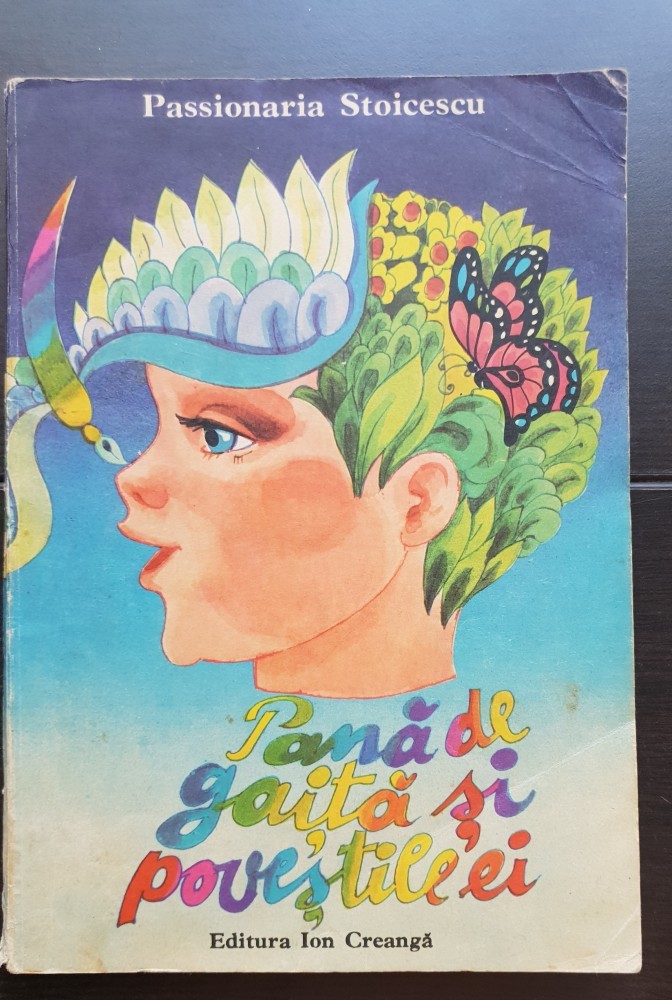 Passionaria Stoicescu
Pană de
gaiță și
poveștile ei
Editura Ion Creangă